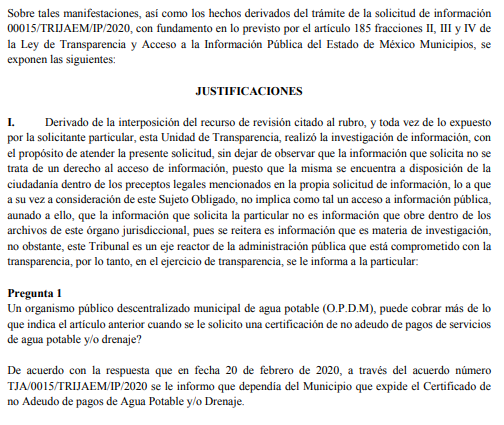 Sobre tales manifestaciones, así como los hechos derivados del trámite de la solicitud de información
00015/TRIJAEM/IP/2020, con fundamento en lo previsto por el artículo 185 fracciones II, III y IV de
la Ley de Transparencia y Acceso a la Información Pública del Estado de México Municipios, se
exponen las siguientes:
JUSTIFICACIONES
I. Derivado de la interposición del recurso de revisión citado al rubro, y toda vez de lo expuesto
por la solicitante particular, esta Unidad de Transparencia, realizó la investigación de información, con
el propósito de atender la presente solicitud, sin dejar de observar que la información que solicita no se
trata de un derecho al acceso de información, puesto que la misma se encuentra a disposición de la
ciudadanía dentro de los preceptos legales mencionados en la propia solicitud de información, lo a que
a su vez a consideración de este Sujeto Obligado, no implica como tal un acceso a información pública,
aunado a ello, que la información que solicita la particular no es información que obre dentro de los
archivos de este órgano jurisdiccional, pues se reitera es información que es materia de investigación,
no obstante, este Tribunal es un eje reactor de la administración pública que está comprometido con la
transparencia, por lo tanto, en el ejercicio de transparencia, se le informa a la particular:
Pregunta 1
Un organismo público descentralizado municipal de agua potable (O.P.D.M), puede cobrar más de lo
que indica el artículo anterior cuando se le solicito una certificación de no adeudo de pagos de servicios
de agua potable y/o drenaje?
De acuerdo con la respuesta que en fecha 20 de febrero de 2020, a través del acuerdo número
TJA/0015/TRIJAEM/IP/2020 se le informo que dependía del Municipio que expide el Certificado de
no Adeudo de pagos de Agua Potable y/o Drenaje.